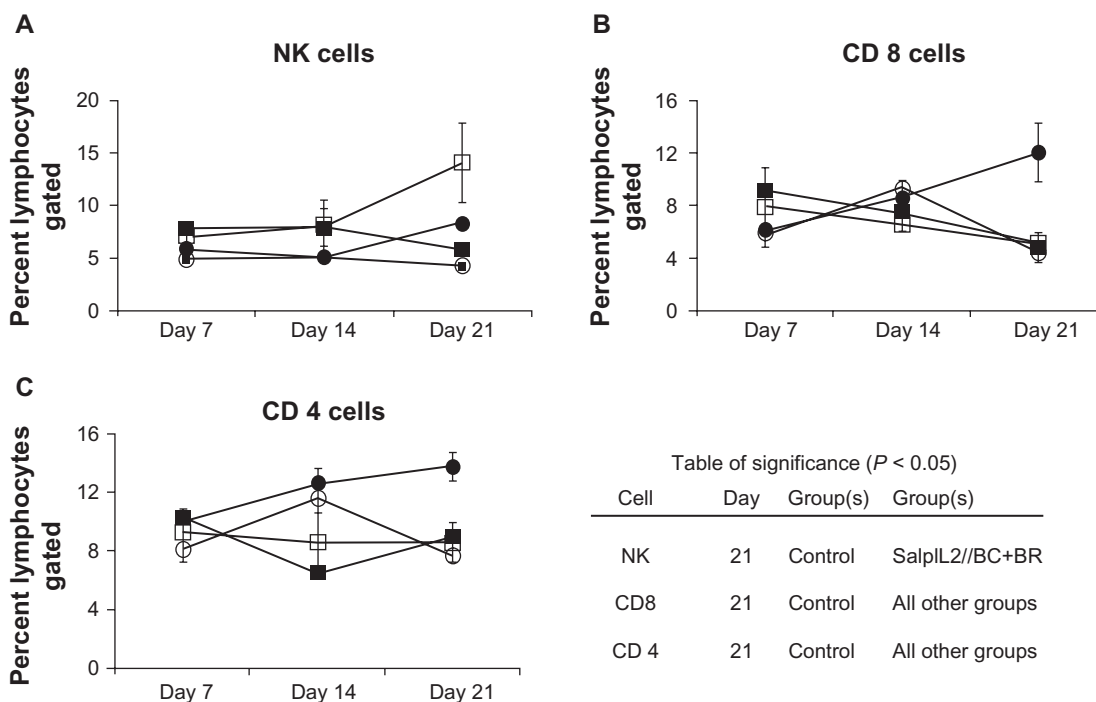 A
NK cells
Percent lymphocytes
gated
20
15
10
5
0
Day 7 Day 14 Day 21
B
CD 8 cells
Percent lymphocytes
gated
16
12
8
4
0
Day 7 Day 14 Day 21
C
CD 4 cells
Percent lymphocytes
gated
16
12
8
4
0
Day 7 Day 14 Day 21
Table of significance (P < 0.05)
Cell Day Group(s) Group(s)
NK 21 Control SalpIL2//BC+BR
CD8 21 Control All other groups
CD 4 21 Control All other groups